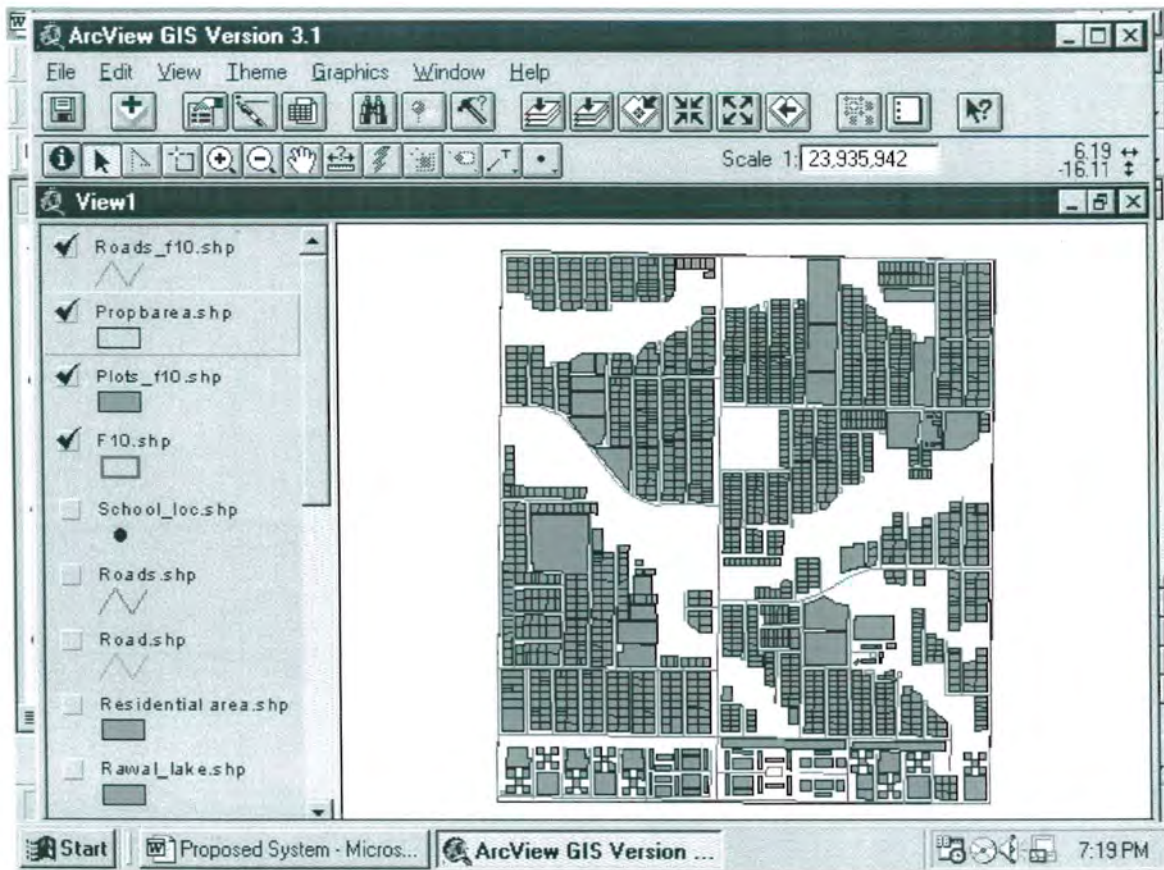 ArcView GIS Version 3.1
File Edit View Theme Graphics Window Help
Scale 1: 23,935,942
6.19
-16.11
View1
Roads_f10.shp
Propbarea.shp
Plots_f10.shp
F10.shp
School_loc.shp
Roads.shp
Road.shp
Residential area.shp
Rawal_lake.shp
Start
Proposed System - Micros...
ArcView GIS Version ...
7:19 PM